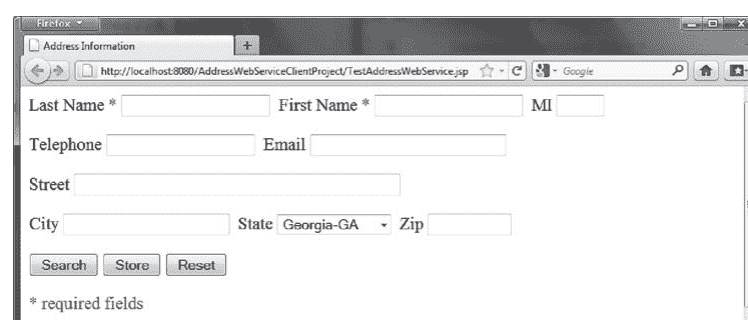 Firefox
Address Information
http://localhost:8080/AddressWebServiceClientProject/TestAddressWebService.jsp Google
Last Name * First Name * MI
Telephone Email
Street
City State Georgia-GA Zip
Search Store Reset
* required fields